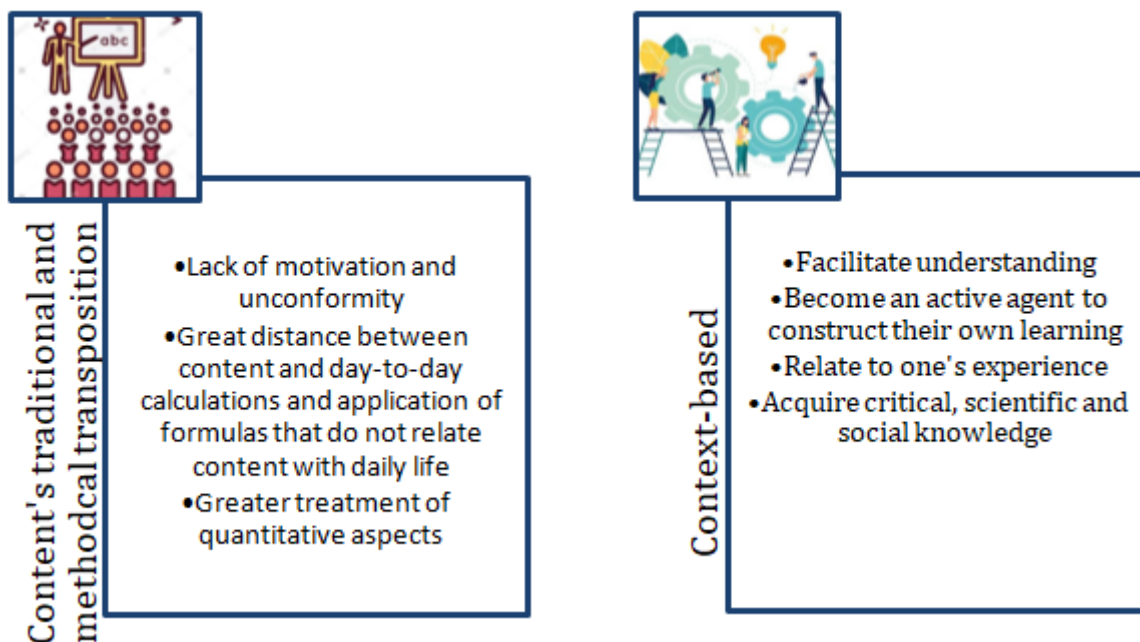 abc
Content's traditional and
methodcal transposition
•Lack of motivation and
unconformity
•Great distance between
content and day-to-day
calculations and application of
formulas that do not relate
content with daily life
•Greater treatment of
quantitative aspects
Context-based
•Facilitate understanding
•Become an active agent to
construct their own learning
•Relate to one's experience
•Acquire critical, scientific and
social knowledge